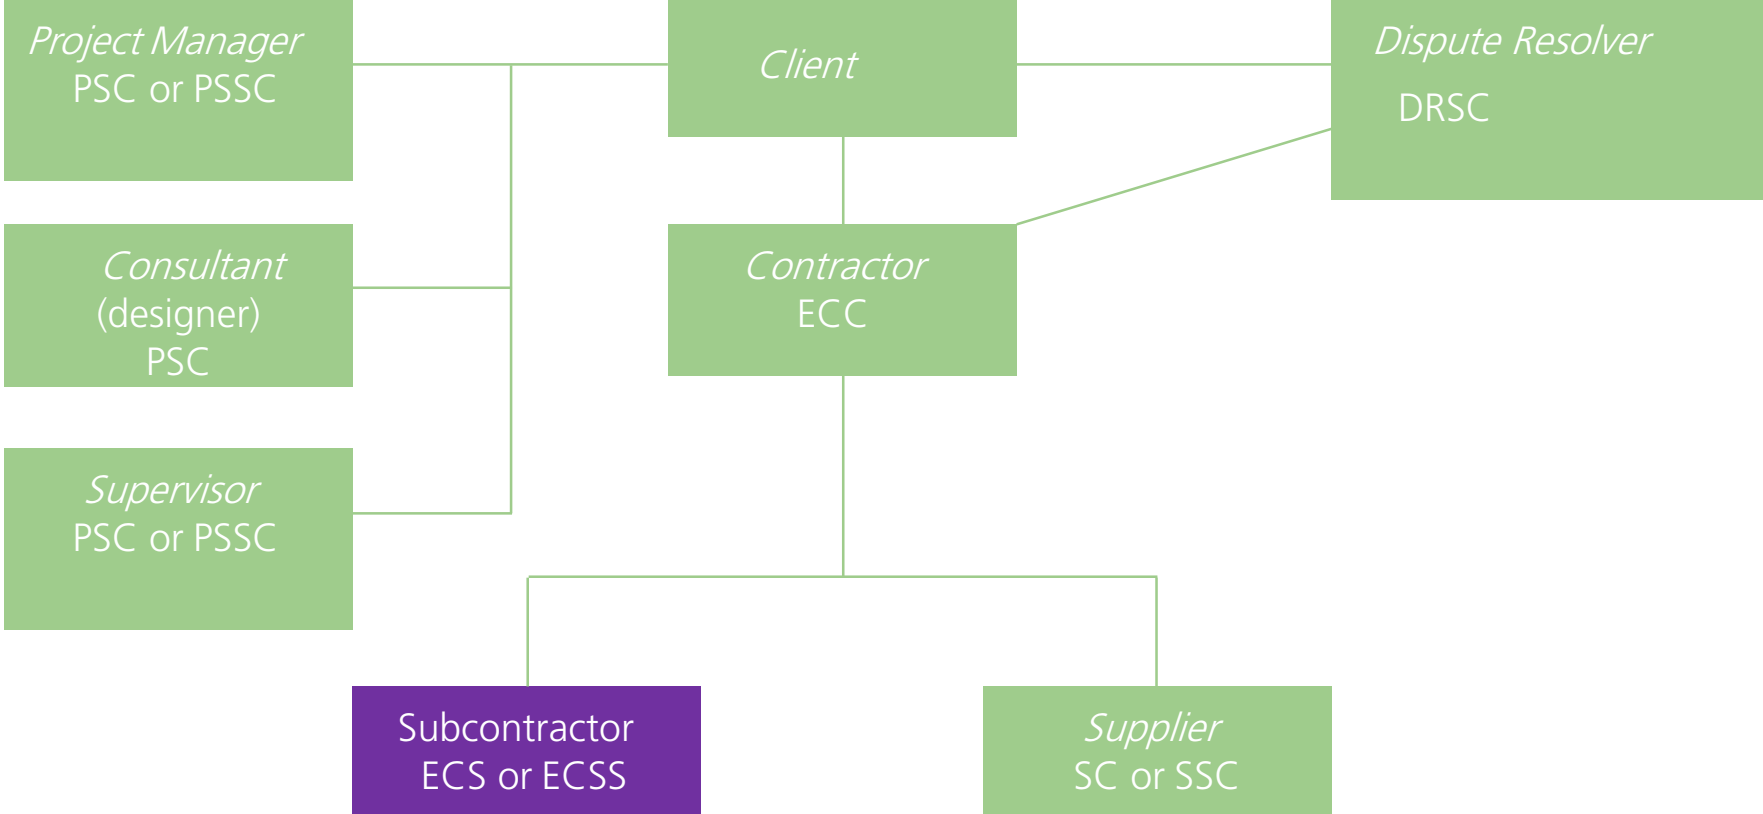 Project Manager
PSC or PSSC
Client
Dispute Resolver
DRSC
Consultant
(designer)
PSC
Contractor
ECC
Supervisor
PSC or PSSC
Subcontractor
ECS or ECSS
Supplier
SC or SSC